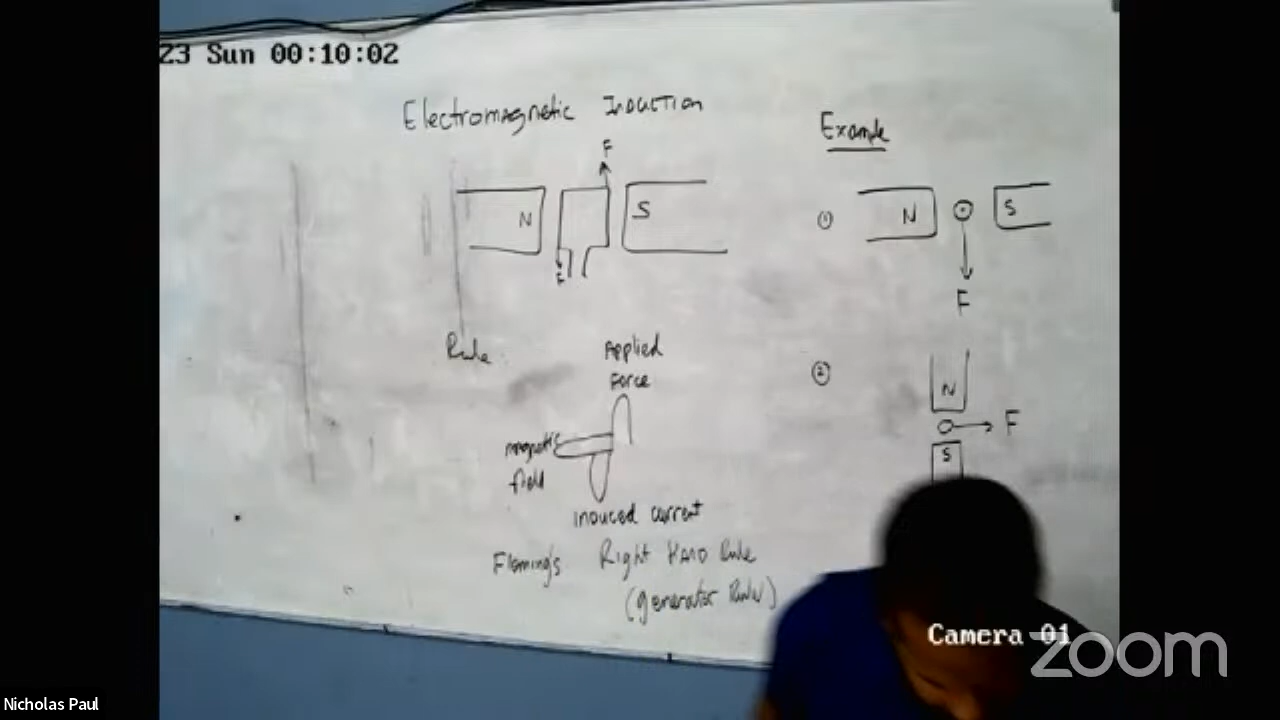 23 Sun 00:10:02
Electromagnetic Induction
F
N
S
F
Rule
Applied
Force
magnetic
field
induced current
Fleming's Right Hand Rule
(generator Rule)
Example
①
N
S
F
②
N
F
S
Camera 01
zoom
Nicholas Paul